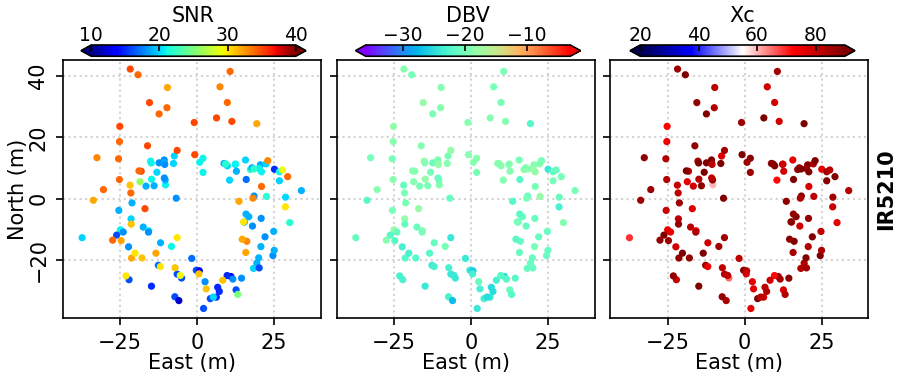 SNR DBV Xc
10 20 30 40 −30 −20 −10 20 40 60 80
40
20
0
−20
North (m)
IR5210
−25 0 25 −25 0 25 −25 0 25
East (m) East (m) East (m)